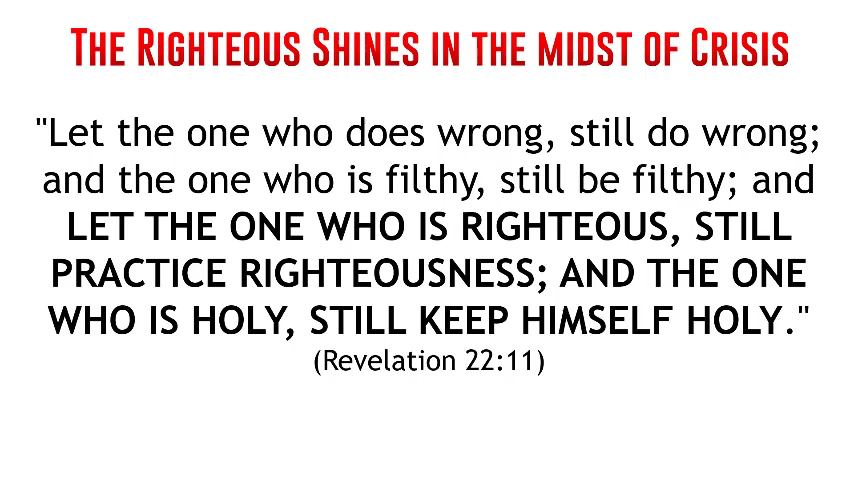 THE RIGHTEOUS SHINES IN THE MIDST OF CRISIS
"Let the one who does wrong, still do wrong;
and the one who is filthy, still be filthy; and
LET THE ONE WHO IS RIGHTEOUS, STILL
PRACTICE RIGHTEOUSNESS; AND THE ONE
WHO IS HOLY, STILL KEEP HIMSELF HOLY."
(Revelation 22:11)